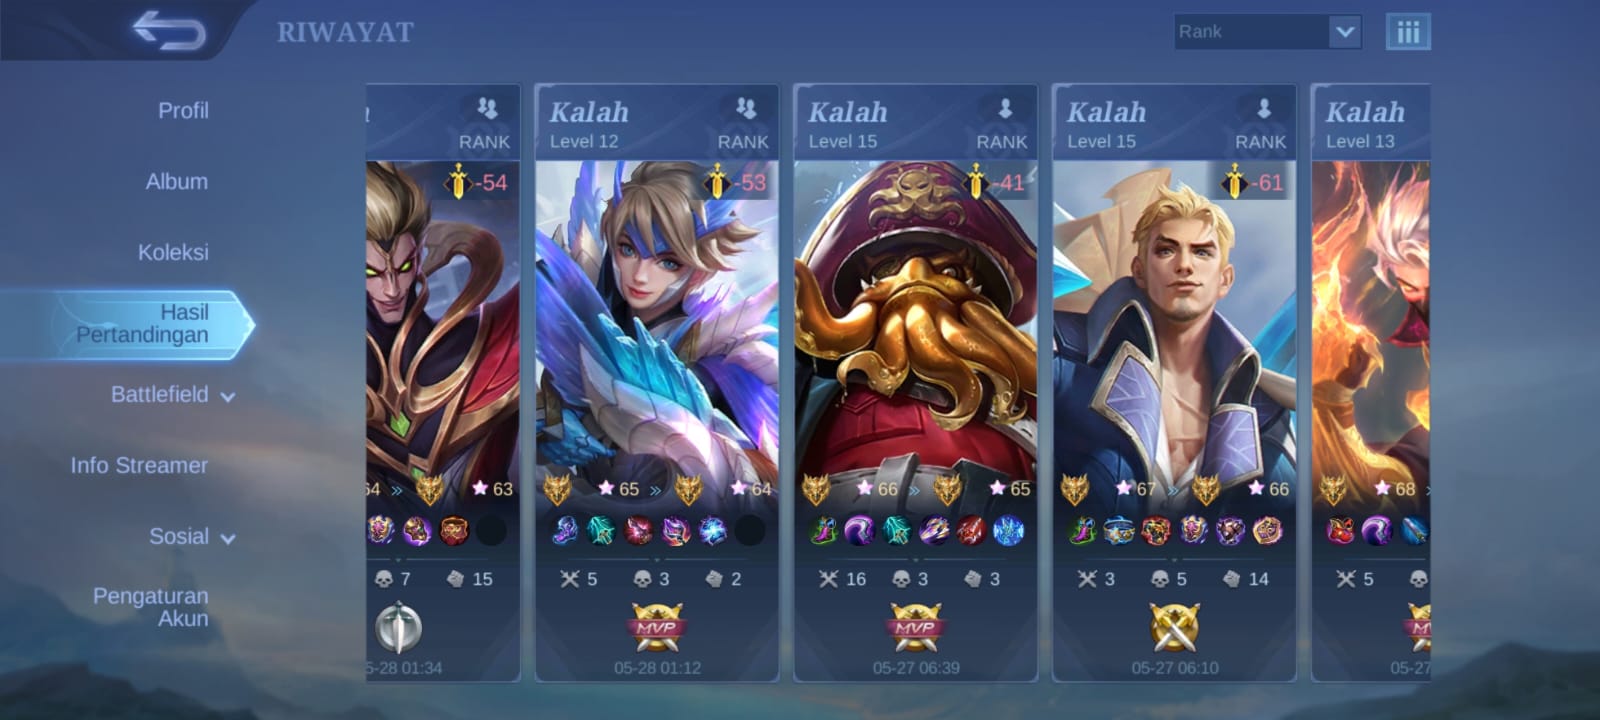 RIWAYAT
Rank
Profil
Album
Koleksi
Hasil
Pertandingan
Battlefield
Info Streamer
Sosial
Pengaturan
Akun
RANK
-54
64 » 63
7 15
5-28 01:34
Kalah
Level 12 RANK
-53
65 » 64
5 3 2
MVP
05-28 01:12
Kalah
Level 15 RANK
-41
66 » 65
16 3 3
MVP
05-27 06:39
Kalah
Level 15 RANK
-61
67 » 66
3 5 14
05-27 06:10
Kalah
Level 13
68
5
05-27